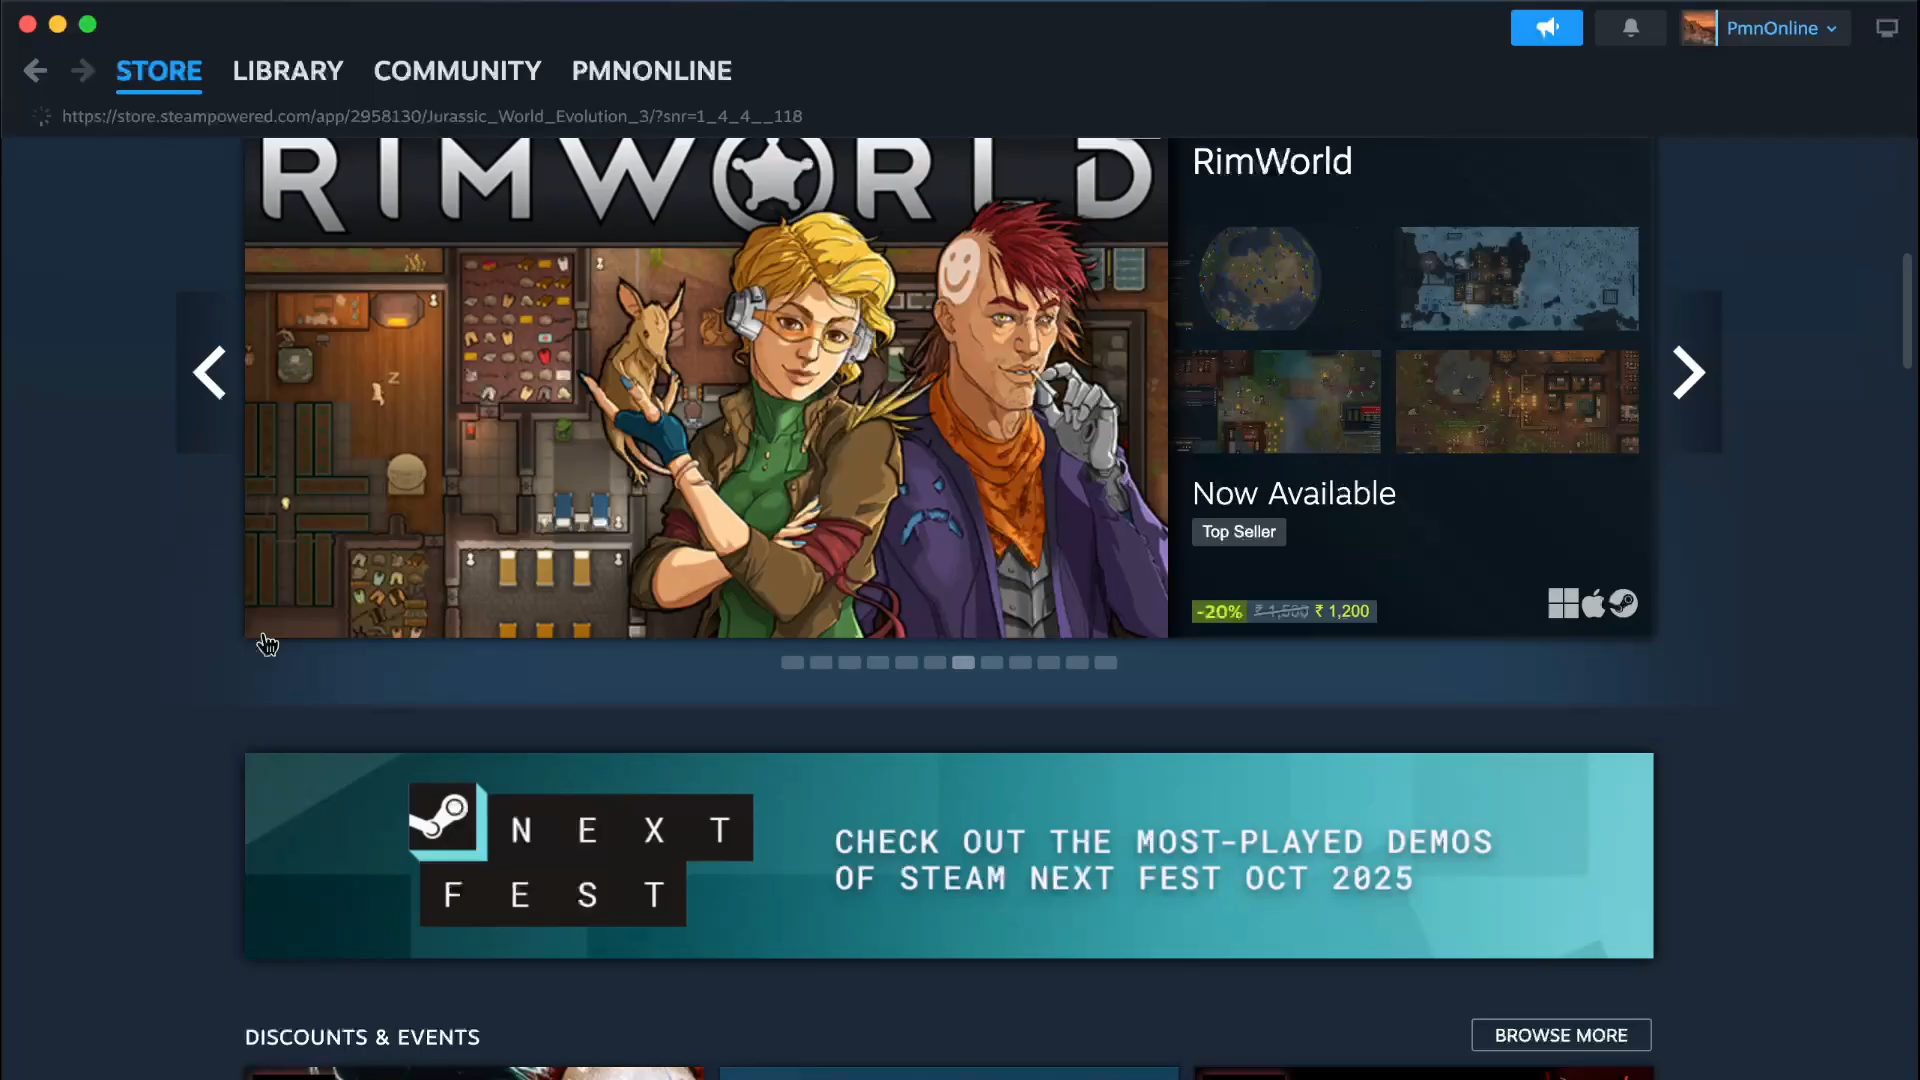 PmnOnline
STORE LIBRARY COMMUNITY PMNONLINE
https://store.steampowered.com/app/2958130/Jurassic_World_Evolution_3/?snr=1_4_4__118
RIMWORLD
RimWorld
Now Available
Top Seller
-20% ₹ 1,500 ₹ 1,200
NEXT
FEST
CHECK OUT THE MOST-PLAYED DEMOS
OF STEAM NEXT FEST OCT 2025
DISCOUNTS & EVENTS
BROWSE MORE